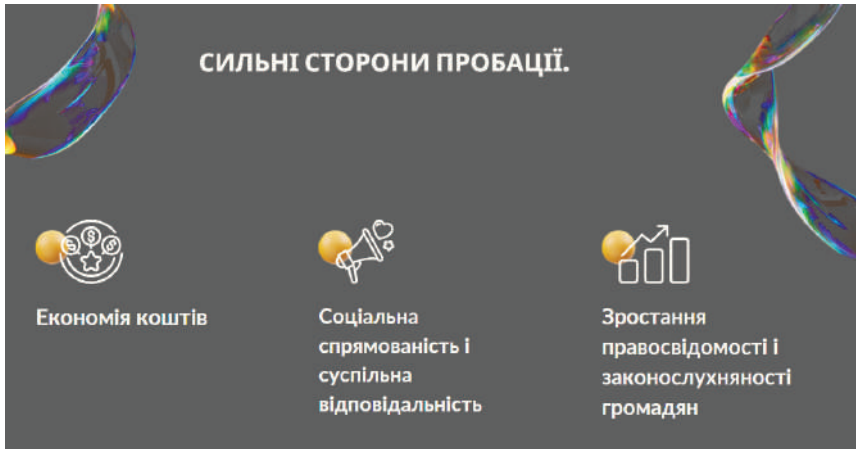 СИЛЬНІ СТОРОНИ ПРОБАЦІЇ.
Економія коштів
Соціальна
спрямованість і
суспільна
відповідальність
Зростання
правосвідомості і
законослухняності
громадян